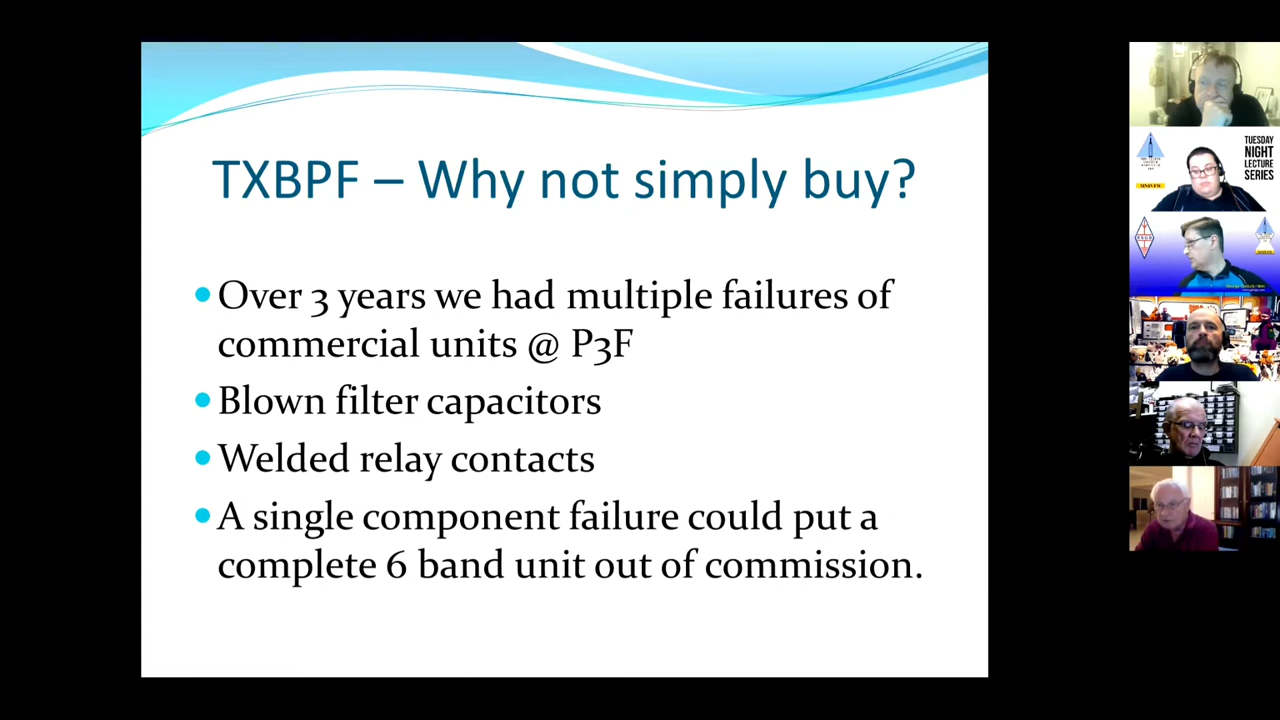 TXBPF – Why not simply buy?
Over 3 years we had multiple failures of
commercial units @ P3F
Blown filter capacitors
Welded relay contacts
A single component failure could put a
complete 6 band unit out of commission.
TUESDAY
NIGHT
LECTURE
SERIES